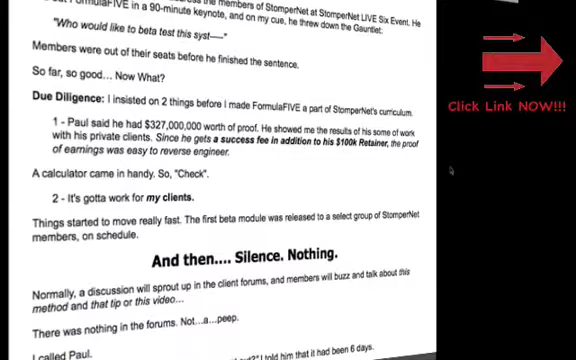 the members of StomperNet at StomperNet LIVE Six Event. He
FormulaFIVE in a 90-minute keynote, and on my cue, he threw down the Gauntlet:
"Who would like to beta test this syst----"
Members were out of their seats before he finished the sentence.
So far, so good... Now What?
Due Diligence: I insisted on 2 things before I made FormulaFIVE a part of StomperNet's curriculum.
1 - Paul said he had $327,000,000 worth of proof. He showed me the results of his some of work
with his private clients. Since he gets a success fee in addition to his $100k Retainer, the proof
of earnings was easy to reverse engineer.
A calculator came in handy. So, "Check".
2 - It's gotta work for my clients.
Things started to move really fast. The first beta module was released to a select group of StomperNet
members, on schedule.
And then.... Silence. Nothing.
Normally, a discussion will sprout up in the client forums, and members will buzz and talk about this
method and that tip or this video...
There was nothing in the forums. Not...a...peep.
I called Paul.
I told him that it had been 6 days.
Click Link NOW!!!